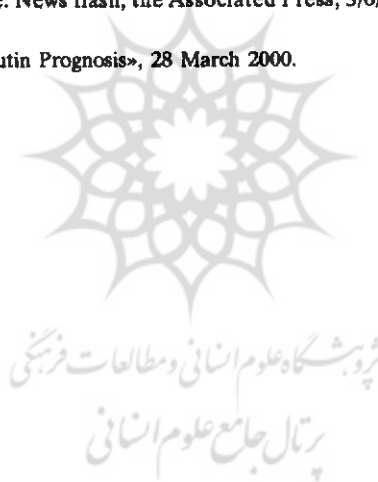 News flash, the Associated Press, 3/6/
utin Prognosis», 28 March 2000.
پژوهشگاه علوم انسانی و مطالعات فرهنگی
پرتال جامع علوم انسانی